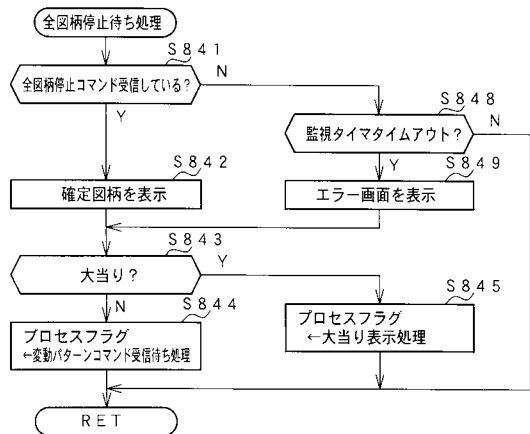 全図柄停止待ち処理
S841
全図柄停止コマンド受信している?
N
Y
S848
監視タイマタイムアウト?
N
Y
S842
確定図柄を表示
S849
エラー画面を表示
S843
大当り?
Y
N
S844
プロセスフラグ
←変動パターンコマンド受信待ち処理
S845
プロセスフラグ
←大当り表示処理
RET